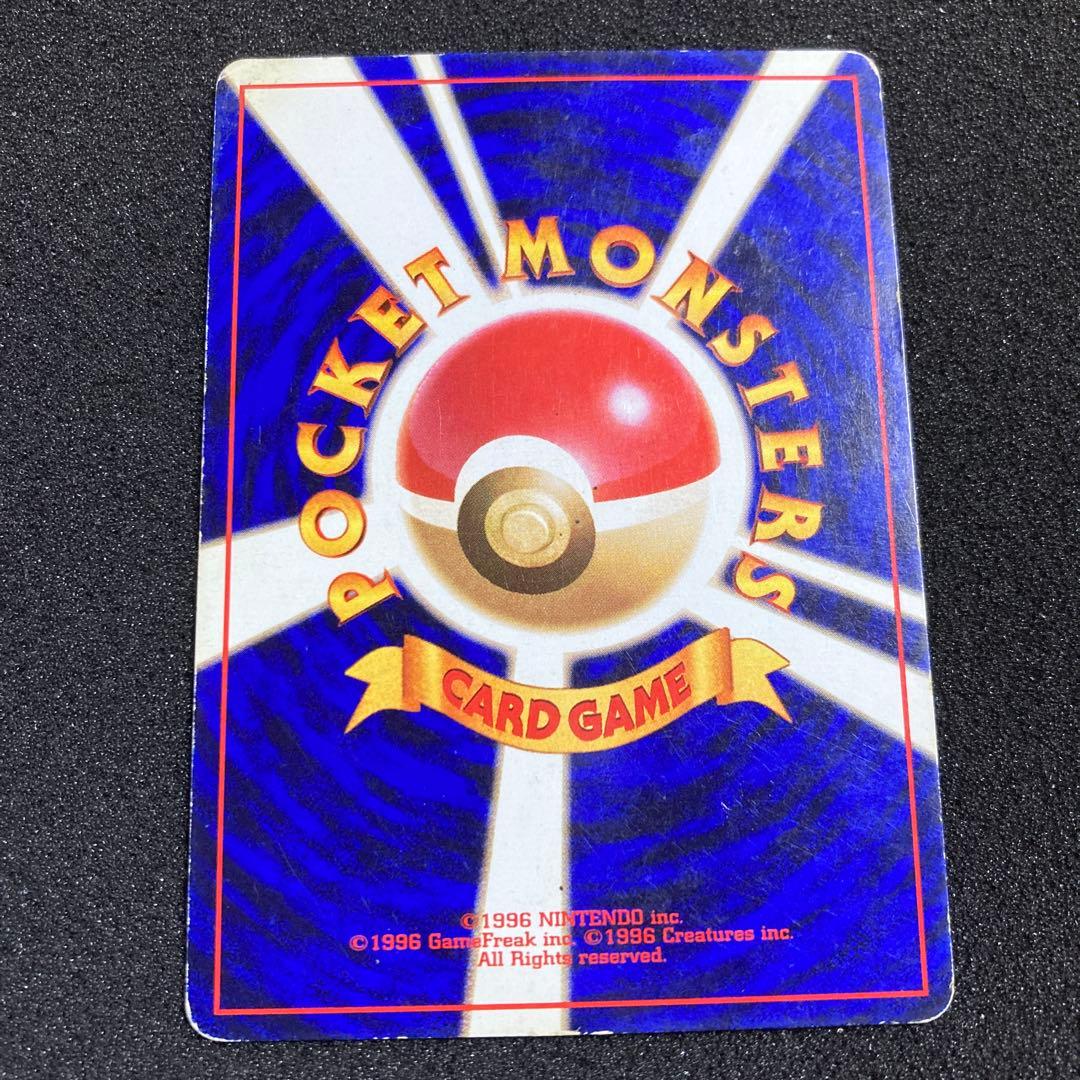 POCKET MONSTERS
CARD GAME
©1996 NINTENDO inc.
©1996 GameFreak inc. ©1996 Creatures inc.
All Rights reserved.